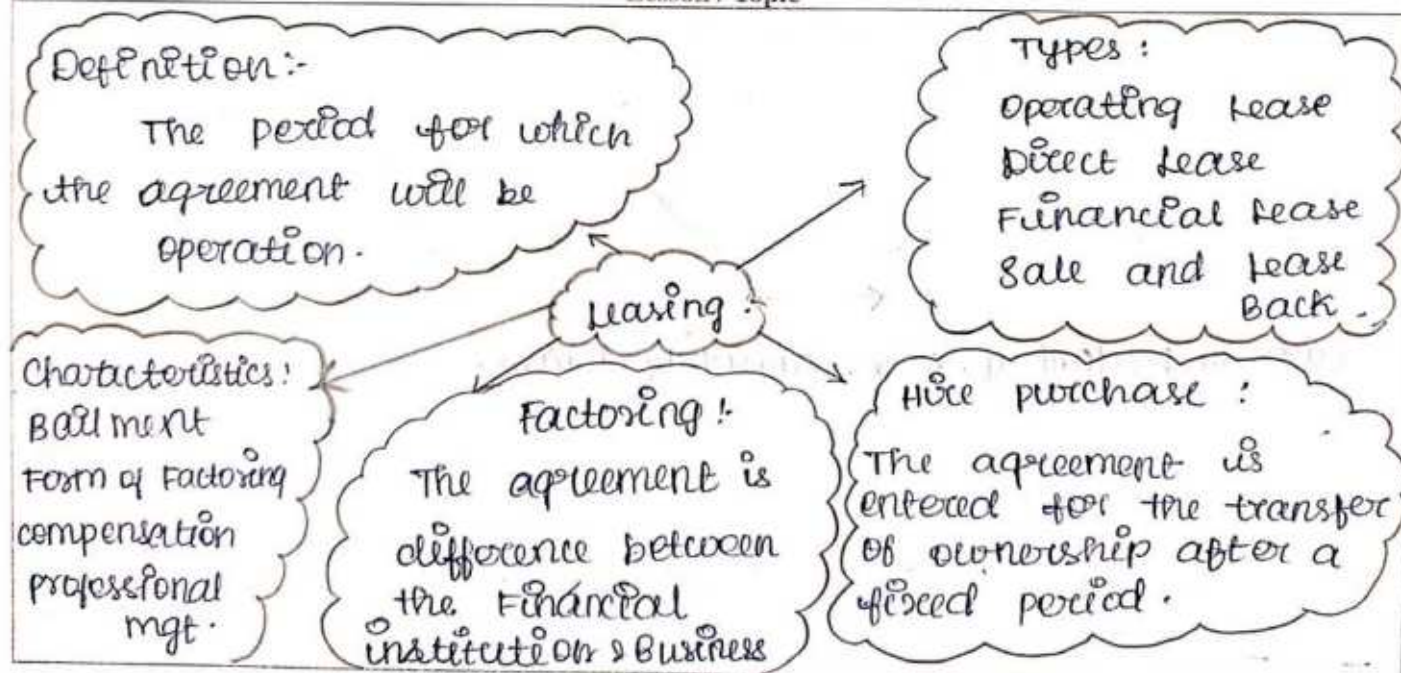 Definition:-
The period for which
the agreement will be
operation.
Types:
Operating Lease
Direct Lease
Financial Lease
Sale and Lease
Back.
Leasing.
Characteristics:
Bailment
Form of Factoring
compensation
professional
mgt.
Factoring:-
The agreement is
difference between
the Financial
institution & Business
Hire purchase:
The agreement is
entered for the transfer
of ownership after a
fixed period.